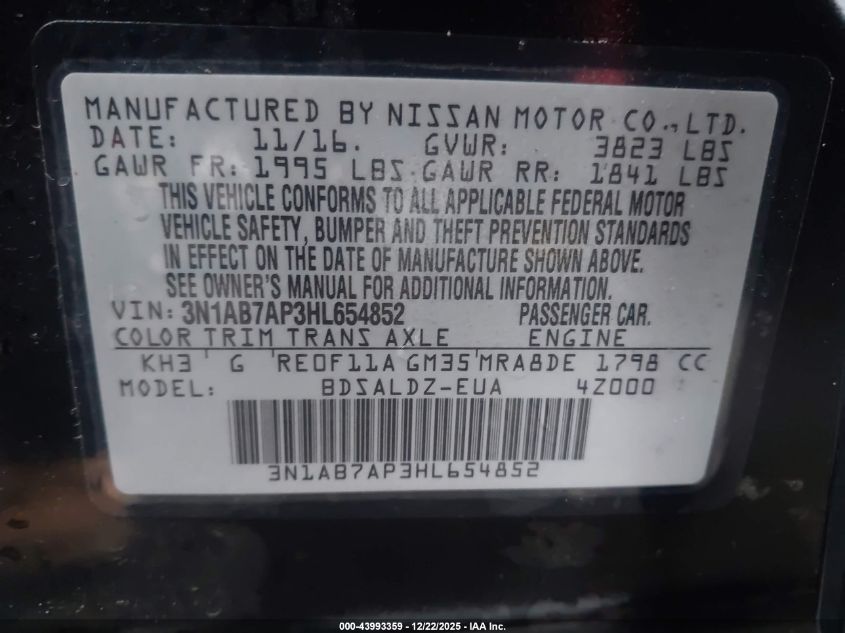 MANUFACTURED BY NISSAN MOTOR CO., LTD.
DATE: 11/16. GVWR: 3823 LBS
GAWR FR: 1995 LBS GAWR RR: 1841 LBS
THIS VEHICLE CONFORMS TO ALL APPLICABLE FEDERAL MOTOR
VEHICLE SAFETY, BUMPER AND THEFT PREVENTION STANDARDS
IN EFFECT ON THE DATE OF MANUFACTURE SHOWN ABOVE.
SEE OWNER'S MANUAL FOR ADDITIONAL INFORMATION.
VIN: 3N1AB7AP3HL654852 PASSENGER CAR.
COLOR TRIM TRANS AXLE ENGINE
KH3 G RE0F11A GM35 MRA8DE 1798 CC
MODEL: BDSALDZ-EUA 4Z000
3N1AB7AP3HL654852
000-43993359 - 12/22/2025 - IAA Inc.